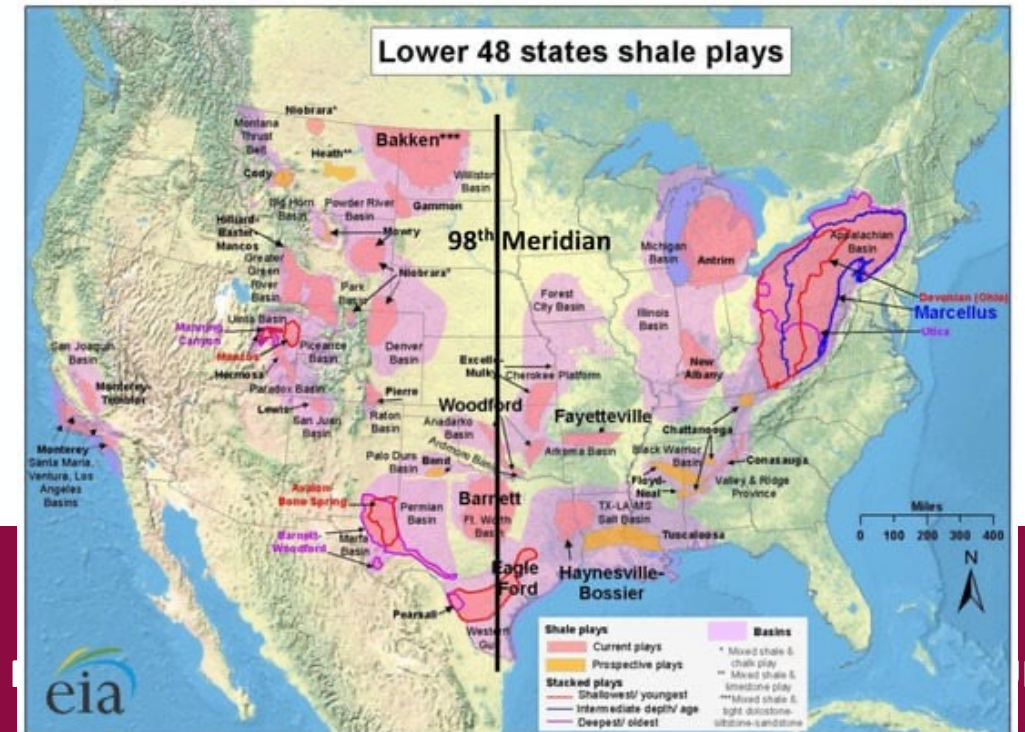 Lower 48 states shale plays
Niobrara*
Montana
Thrust
Belt
Bakken***
Heath**
Cody
Williston
Basin
Big Horn
Basin
Powder River
Basin
Gammon
Hilliard-
Baxter-
Mancos
Mowry
98th Meridian
Greater
Green
River
Basin
Niobrara*
Park
Basin
Michigan
Basin
Antrim
Appalachian
Basin
Forest
City Basin
Illinois
Basin
Devonian (Ohio)
Marcellus
Utica
Uinta Basin
Manning
Canyon
Mancos
Piceance
Basin
Denver
Basin
San Joaquin
Basin
Hermosa
Excello-
Mulky
Cherokee Platform
New
Albany
Monterey-
Temblor
Paradox Basin
Pierre
Lewis
San Juan
Basin
Raton
Basin
Woodford
Anadarko
Basin
Fayetteville
Chattanooga
Monterey
Santa Maria,
Ventura, Los
Angeles
Basins
Palo Duro
Basin
Bend
Ardmore Basin
Arkoma Basin
Black Warrior
Basin
Conasauga
Floyd-
Neal
Valley & Ridge
Province
Avalon-
Bone Spring
Permian
Basin
Barnett
Ft. Worth
Basin
TX-LA-MS
Salt Basin
Tuscaloosa
Barnett-
Woodford
Marfa
Basin
Eagle
Ford
Haynesville-
Bossier
Pearsall
Western
Miles
0 100 200 300 400
N
Shale plays
Current plays
Prospective plays
Stacked plays
Shallowest/ youngest
Intermediate depth/ age
Deepest/ oldest
Basins
* Mixed shale &
chalk play
** Mixed shale &
limestone play
***Mixed shale &
tight dolostone-
siltstone-sandstone
eia